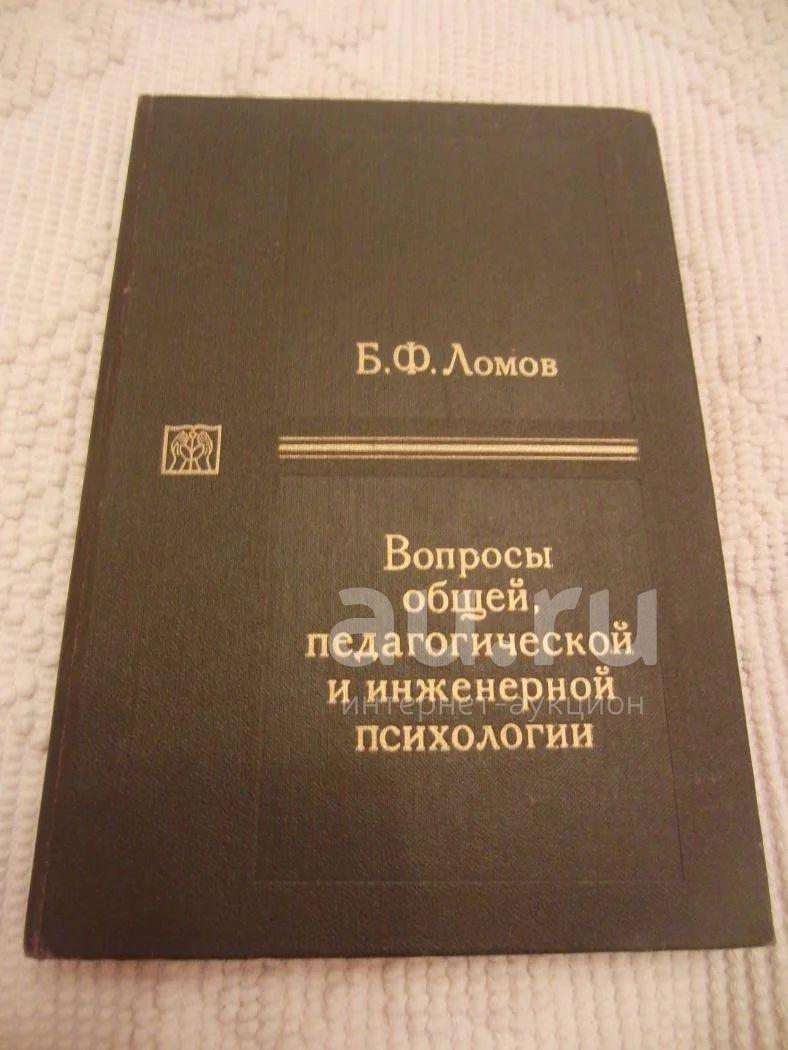 Б.Ф. Ломов
Вопросы
общей,
педагогической
и инженерной
психологии
au.ru
интернет-аукцион